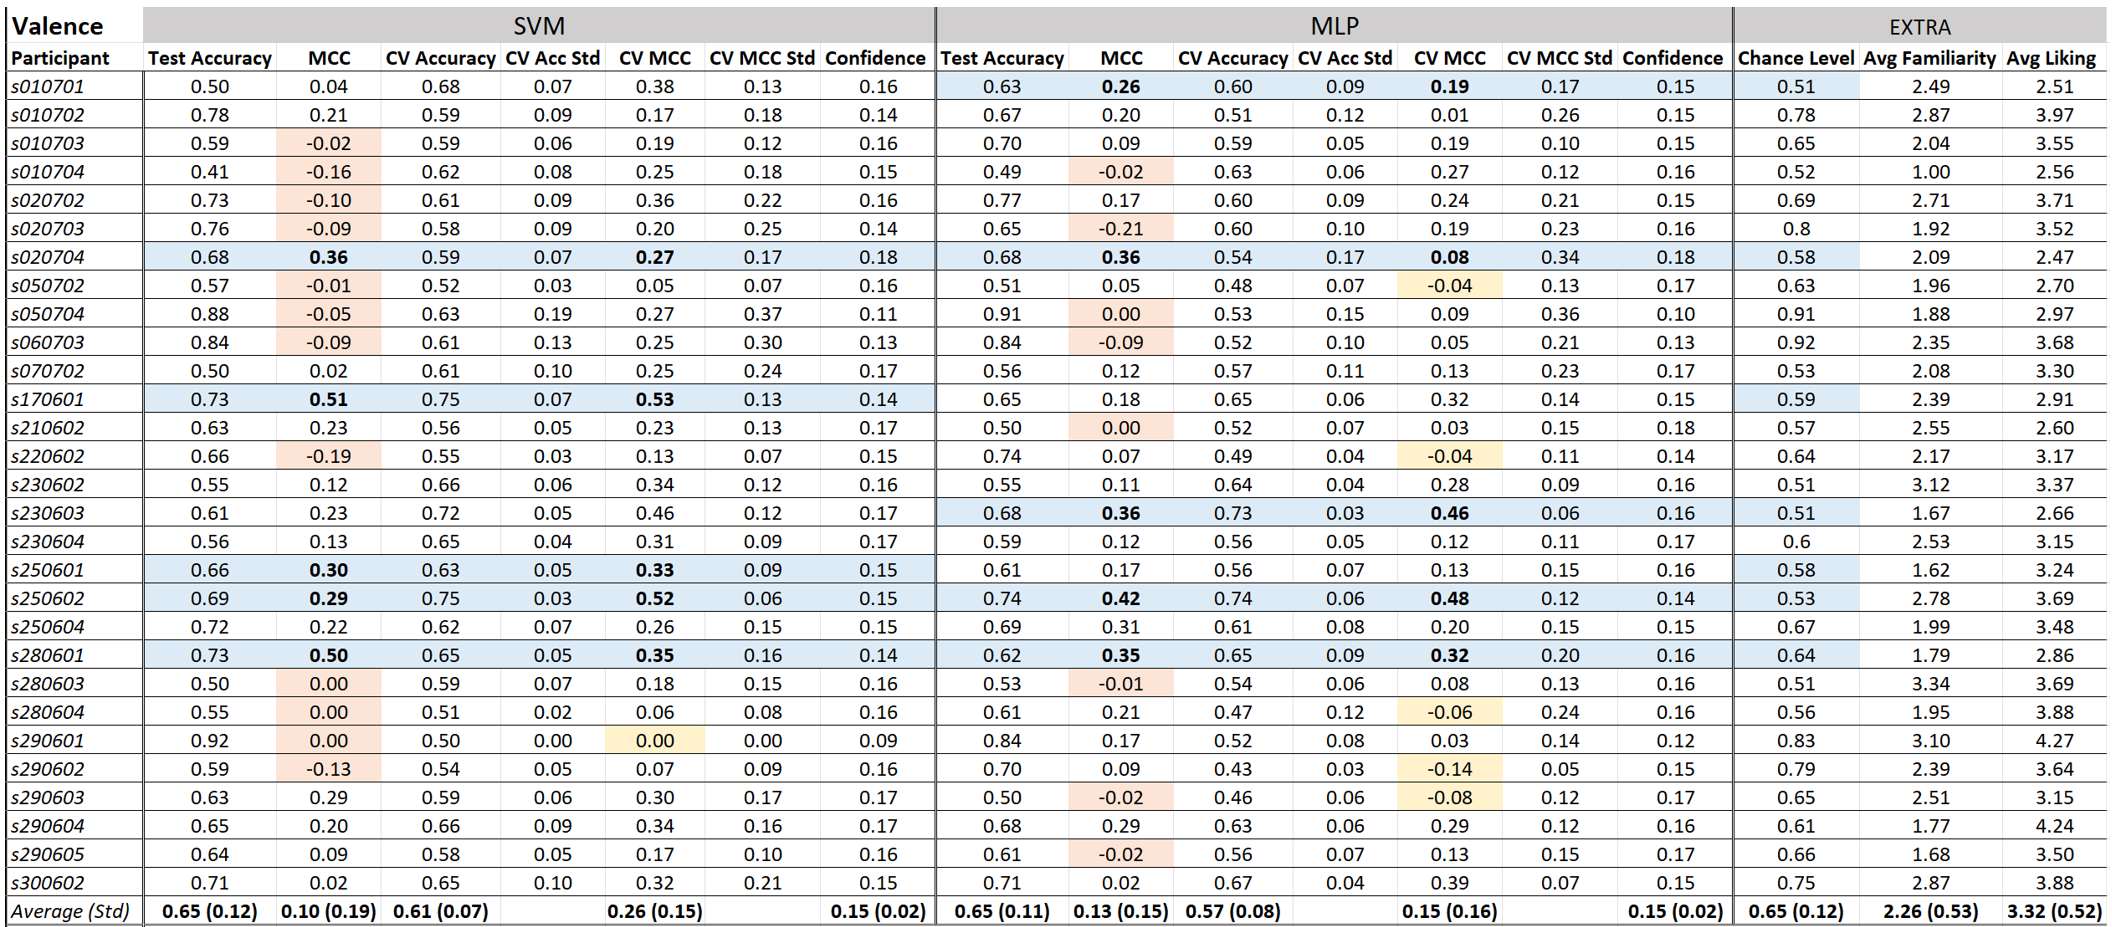 Valence SVM MLP EXTRA
Participant Test Accuracy MCC CV Accuracy CV Acc Std CV MCC CV MCC Std Confidence Test Accuracy MCC CV Accuracy CV Acc Std CV MCC CV MCC Std Confidence Chance Level Avg Familiarity Avg Liking
s010701 0.50 0.04 0.68 0.07 0.38 0.13 0.16 0.63 0.26 0.60 0.09 0.19 0.17 0.15 0.51 2.49 2.51
s010702 0.78 0.21 0.59 0.09 0.17 0.18 0.14 0.67 0.20 0.51 0.12 0.01 0.26 0.15 0.78 2.87 3.97
s010703 0.59 -0.02 0.59 0.06 0.19 0.12 0.16 0.70 0.09 0.59 0.05 0.19 0.10 0.15 0.65 2.04 3.55
s010704 0.41 -0.16 0.62 0.08 0.25 0.18 0.15 0.49 -0.02 0.63 0.06 0.27 0.12 0.16 0.52 1.00 2.56
s020702 0.73 -0.10 0.61 0.09 0.36 0.22 0.16 0.77 0.17 0.60 0.09 0.24 0.21 0.15 0.69 2.71 3.71
s020703 0.76 -0.09 0.58 0.09 0.20 0.25 0.14 0.65 -0.21 0.60 0.10 0.19 0.23 0.16 0.8 1.92 3.52
s020704 0.68 0.36 0.59 0.07 0.27 0.17 0.18 0.68 0.36 0.54 0.17 0.08 0.34 0.18 0.58 2.09 2.47
s050702 0.57 -0.01 0.52 0.03 0.05 0.07 0.16 0.51 0.05 0.48 0.07 -0.04 0.13 0.17 0.63 1.96 2.70
s050704 0.88 -0.05 0.63 0.19 0.27 0.37 0.11 0.91 0.00 0.53 0.15 0.09 0.36 0.10 0.91 1.88 2.97
s060703 0.84 -0.09 0.61 0.13 0.25 0.30 0.13 0.84 -0.09 0.52 0.10 0.05 0.21 0.13 0.92 2.35 3.68
s070702 0.50 0.02 0.61 0.10 0.25 0.24 0.17 0.56 0.12 0.57 0.11 0.13 0.23 0.17 0.53 2.08 3.30
s170601 0.73 0.51 0.75 0.07 0.53 0.13 0.14 0.65 0.18 0.65 0.06 0.32 0.14 0.15 0.59 2.39 2.91
s210602 0.63 0.23 0.56 0.05 0.23 0.13 0.17 0.50 0.00 0.52 0.07 0.03 0.15 0.18 0.57 2.55 2.60
s220602 0.66 -0.19 0.55 0.03 0.13 0.07 0.15 0.74 0.07 0.49 0.04 -0.04 0.11 0.14 0.64 2.17 3.17
s230602 0.55 0.12 0.66 0.06 0.34 0.12 0.16 0.55 0.11 0.64 0.04 0.28 0.09 0.16 0.51 3.12 3.37
s230603 0.61 0.23 0.72 0.05 0.46 0.12 0.17 0.68 0.36 0.73 0.03 0.46 0.06 0.16 0.51 1.67 2.66
s230604 0.56 0.13 0.65 0.04 0.31 0.09 0.17 0.59 0.12 0.56 0.05 0.12 0.11 0.17 0.6 2.53 3.15
s250601 0.66 0.30 0.63 0.05 0.33 0.09 0.15 0.61 0.17 0.56 0.07 0.13 0.15 0.16 0.58 1.62 3.24
s250602 0.69 0.29 0.75 0.03 0.52 0.06 0.15 0.74 0.42 0.74 0.06 0.48 0.12 0.14 0.53 2.78 3.69
s250604 0.72 0.22 0.62 0.07 0.26 0.15 0.15 0.69 0.31 0.61 0.08 0.20 0.15 0.15 0.67 1.99 3.48
s280601 0.73 0.50 0.65 0.05 0.35 0.16 0.14 0.62 0.35 0.65 0.09 0.32 0.20 0.16 0.64 1.79 2.86
s280603 0.50 0.00 0.59 0.07 0.18 0.15 0.16 0.53 -0.01 0.54 0.06 0.08 0.13 0.16 0.51 3.34 3.69
s280604 0.55 0.00 0.51 0.02 0.06 0.08 0.16 0.61 0.21 0.47 0.12 -0.06 0.24 0.16 0.56 1.95 3.88
s290601 0.92 0.00 0.50 0.00 0.00 0.00 0.09 0.84 0.17 0.52 0.08 0.03 0.14 0.12 0.83 3.10 4.27
s290602 0.59 -0.13 0.54 0.05 0.07 0.09 0.16 0.70 0.09 0.43 0.03 -0.14 0.05 0.15 0.79 2.39 3.64
s290603 0.63 0.29 0.59 0.06 0.30 0.17 0.17 0.50 -0.02 0.46 0.06 -0.08 0.12 0.17 0.65 2.51 3.15
s290604 0.65 0.20 0.66 0.09 0.34 0.16 0.17 0.68 0.29 0.63 0.06 0.29 0.12 0.16 0.61 1.77 4.24
s290605 0.64 0.09 0.58 0.05 0.17 0.10 0.16 0.61 -0.02 0.56 0.07 0.13 0.15 0.17 0.66 1.68 3.50
s300602 0.71 0.02 0.65 0.10 0.32 0.21 0.15 0.71 0.02 0.67 0.04 0.39 0.07 0.15 0.75 2.87 3.88
Average (Std) 0.65 (0.12) 0.10 (0.19) 0.61 (0.07) 0.26 (0.15) 0.15 (0.02) 0.65 (0.11) 0.13 (0.15) 0.57 (0.08) 0.15 (0.16) 0.15 (0.02) 0.65 (0.12) 2.26 (0.53) 3.32 (0.52)